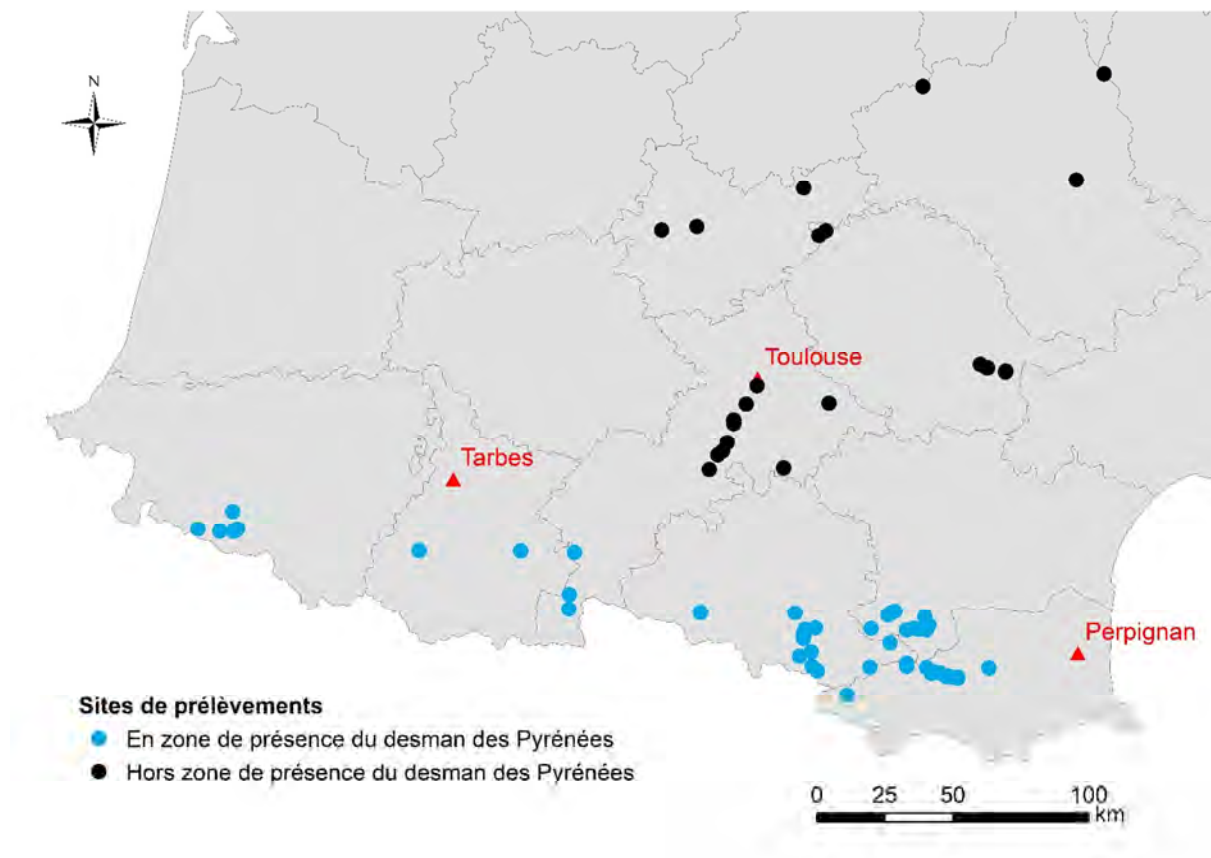 N
Toulouse
Tarbes
Perpignan
Sites de prélèvements
En zone de présence du desman des Pyrénées
Hors zone de présence du desman des Pyrénées
0 25 50 100
km